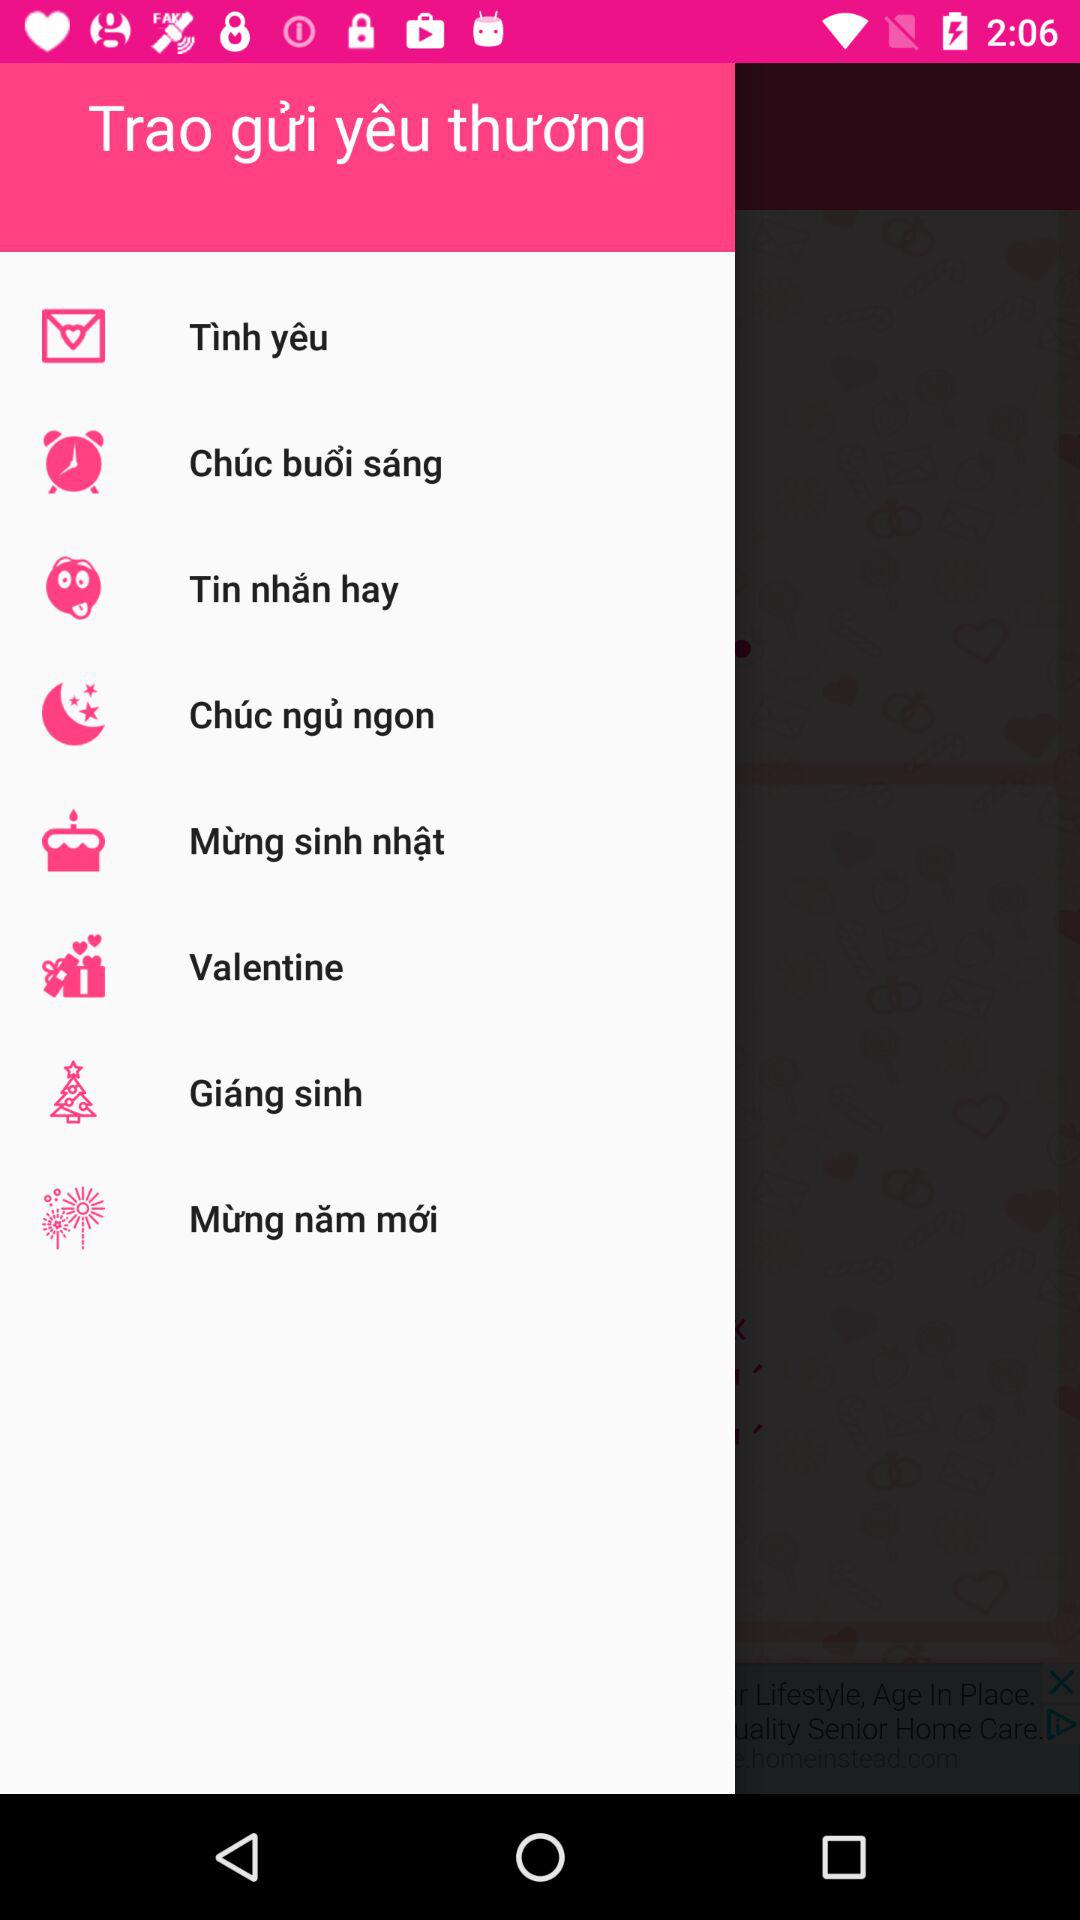 FAKE
2:06
Trao gửi yêu thương
Tình yêu
Chúc buổi sáng
Tin nhắn hay
Chúc ngủ ngon
Mừng sinh nhật
Valentine
Giáng sinh
Mừng năm mới
Lifestyle, Age In Place.
Senior Home Care.
.homeinstead.com